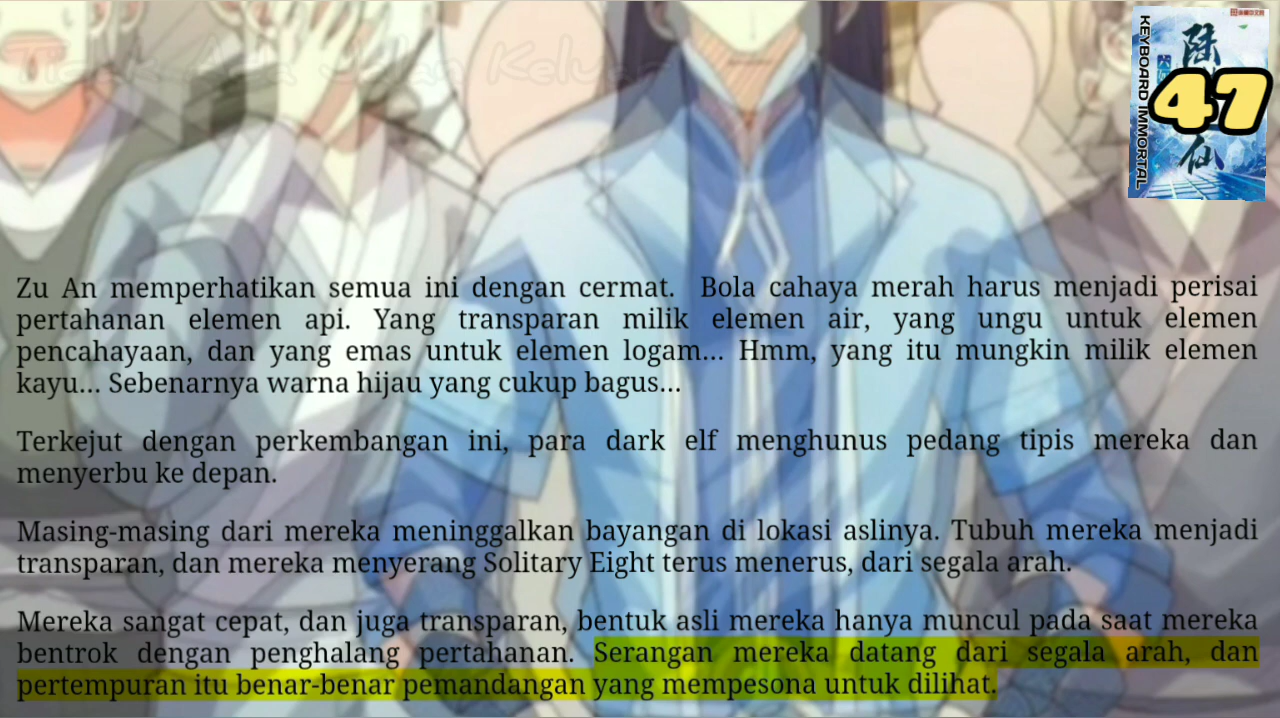 Tidak Ada Jalan Keluar
陆
仙
KEYBOARD IMMORTAL
47
Zu An memperhatikan semua ini dengan cermat.  Bola cahaya merah harus menjadi perisai
pertahanan elemen api. Yang transparan milik elemen air, yang ungu untuk elemen
pencahayaan, dan yang emas untuk elemen logam... Hmm, yang itu mungkin milik elemen
kayu... Sebenarnya warna hijau yang cukup bagus...
Terkejut dengan perkembangan ini, para dark elf menghunus pedang tipis mereka dan
menyerbu ke depan.
Masing-masing dari mereka meninggalkan bayangan di lokasi aslinya. Tubuh mereka menjadi
transparan, dan mereka menyerang Solitary Eight terus menerus, dari segala arah.
Mereka sangat cepat, dan juga transparan, bentuk asli mereka hanya muncul pada saat mereka
bentrok dengan penghalang pertahanan. Serangan mereka datang dari segala arah, dan
pertempuran itu benar-benar pemandangan yang mempesona untuk dilihat.